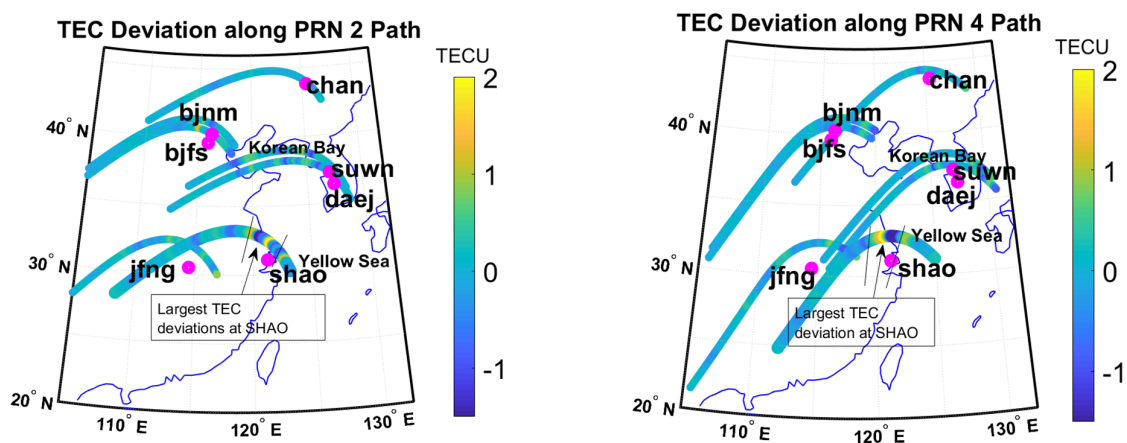 TEC Deviation along PRN 2 Path
TECU
2
1
0
-1
40° N
30° N
20° N
110° E
120° E
130° E
chan
bjnm
bjfs
Korean Bay
suwn
daej
Yellow Sea
jfng
shao
Largest TEC
deviations at SHAO
TEC Deviation along PRN 4 Path
TECU
2
1
0
-1
40° N
30° N
20° N
110° E
120° E
130° E
chan
bjnm
bjfs
Korean Bay
suwn
daej
Yellow Sea
jfng
shao
Largest TEC
deviation at SHAO